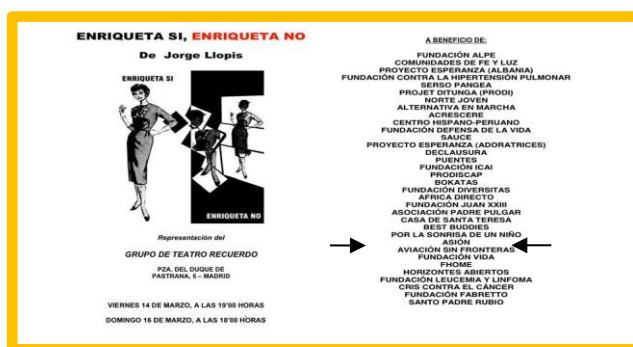 ENRIQUETA SI, ENRIQUETA NO
De Jorge Llopis
ENRIQUETA SI
ENRIQUETA NO
Representación del
GRUPO DE TEATRO RECUERDO
PZA. DEL DUQUE DE
PASTRANA, 5 – MADRID
VIERNES 14 DE MARZO, A LAS 19'00 HORAS
DOMINGO 16 DE MARZO, A LAS 18'00 HORAS
A BENEFICIO DE:
FUNDACIÓN ALPE
COMUNIDADES DE FE Y LUZ
PROYECTO ESPERANZA (ALBANIA)
FUNDACIÓN CONTRA LA HIPERTENSIÓN PULMONAR
SERSO PANGEA
PROJET DITUNGA (PRODI)
NORTE JOVEN
ALTERNATIVA EN MARCHA
ACRESCERE
CENTRO HISPANO-PERUANO
FUNDACIÓN DEFENSA DE LA VIDA
SAUCE
PROYECTO ESPERANZA (ADORATRICES)
DECLAUSURA
PUENTES
FUNDACIÓN ICAI
PRODISCAP
BOKATAS
FUNDACIÓN DIVERSITAS
AFRICA DIRECTO
FUNDACIÓN JUAN XXIII
ASOCIACIÓN PADRE PULGAR
CASA DE SANTA TERESA
BEST BUDDIES
POR LA SONRISA DE UN NIÑO
ASIÓN
AVIACIÓN SIN FRONTERAS
FUNDACIÓN VIDA
FHOME
HORIZONTES ABIERTOS
FUNDACIÓN LEUCEMIA Y LINFOMA
CRIS CONTRA EL CÁNCER
FUNDACIÓN FABRETTO
SANTO PADRE RUBIO